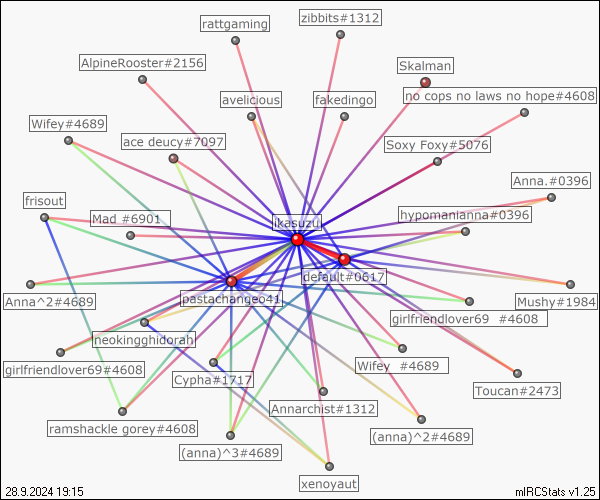 zibbits#1312
rattgaming
AlpineRooster#2156
Skalman
no cops no laws no hope#4608
avelicious
fakedingo
Wifey#4689
ace deucy#7097
Soxy Foxy#5076
Anna.#0396
frisout
Mad_#6901
ikasuzu
hypomanianna#0396
default#0617
pastachangeo41
Anna^2#4689
Mushy#1984
girlfriendlover69__#4608
neokingghidorah
girlfriendlover69#4608
Wifey__#4689
Cypha#1717
Toucan#2473
Annarchist#1312
ramshackle gorey#4608
(anna)^2#4689
(anna)^3#4689
xenoyaut
28.9.2024 19:15
mIRCStats v1.25